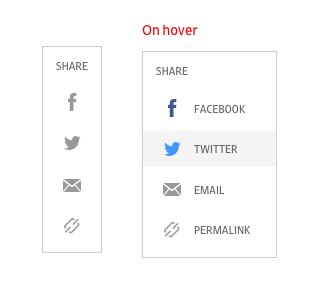 On hover
SHARE
SHARE
FACEBOOK
TWITTER
EMAIL
PERMALINK